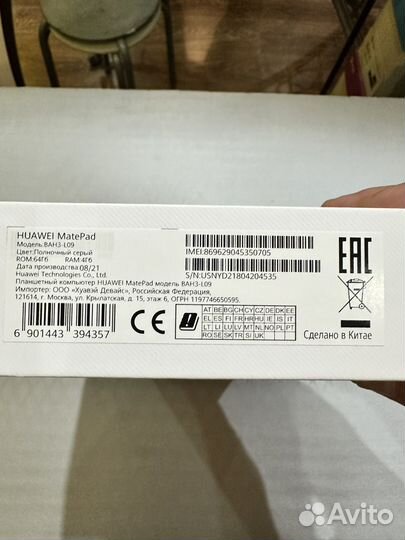 HUAWEI MatePad
Модель:BAH3-L09
Цвет:Полночный серый
ROM:64Гб RAM:4Гб
Дата производства 08/21
Huawei Technologies Co., Ltd.
IMEI:869629045350705
S/N:U5NYD21804204535
Планшетный компьютер HUAWEI MatePad модель BAH3-L09
Импортер: ООО «Хуавэй Девайс», Российская Федерация,
121614, г. Москва, ул. Крылатская, д. 15, этаж 6, ОГРН 1197746650595.
EAC
6 901443 394357
CE
AT BE BG CH CY CZ DE DK EE
EL ES FI FR HR HU IE IS IT
LT LU LV MT NL NO PL PT
RO SE SK TR SI UK
Сделано в Китае
Avito